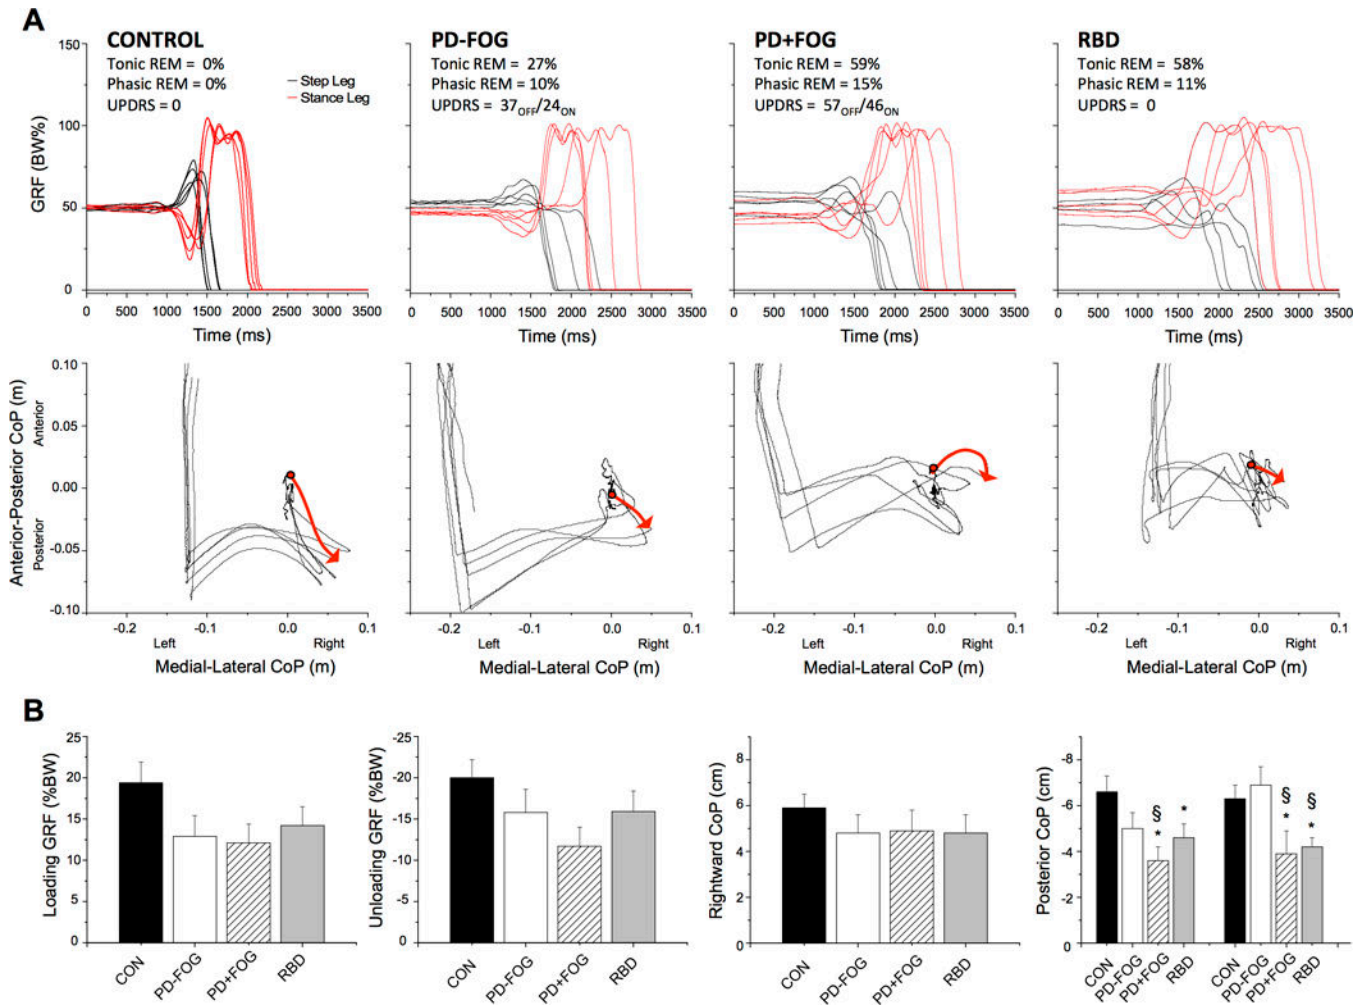 A
CONTROL
Tonic REM = 0%
Phasic REM = 0%
UPDRS = 0
Step Leg
Stance Leg
PD-FOG
Tonic REM = 27%
Phasic REM = 10%
UPDRS = 37OFF/24ON
PD+FOG
Tonic REM = 59%
Phasic REM = 15%
UPDRS = 57OFF/46ON
RBD
Tonic REM = 58%
Phasic REM = 11%
UPDRS = 0
GRF (BW%)
150
100
50
0
0 500 1000 1500 2000 2500 3000 3500
Time (ms)
0 500 1000 1500 2000 2500 3000 3500
Time (ms)
0 500 1000 1500 2000 2500 3000 3500
Time (ms)
0 500 1000 1500 2000 2500 3000 3500
Time (ms)
Anterior-Posterior CoP (m)
Anterior
Posterior
0.10
0.05
0.00
-0.05
-0.10
-0.2 -0.1 0.0 0.1
Left Right
Medial-Lateral CoP (m)
-0.2 -0.1 0.0 0.1
Left Right
Medial-Lateral CoP (m)
-0.2 -0.1 0.0 0.1
Left Right
Medial-Lateral CoP (m)
-0.2 -0.1 0.0 0.1
Left Right
Medial-Lateral CoP (m)
B
Loading GRF (%BW)
25
20
15
10
5
0
CON PD-FOG PD+FOG RBD
Unloading GRF (%BW)
-25
-20
-15
-10
-5
0
CON PD-FOG PD+FOG RBD
Rightward CoP (cm)
8
6
4
2
0
CON PD-FOG PD+FOG RBD
Posterior CoP (cm)
-8
-6
-4
-2
0
§
*
*
§
*
§
*
CON PD-FOG PD+FOG RBD CON PD-FOG PD+FOG RBD